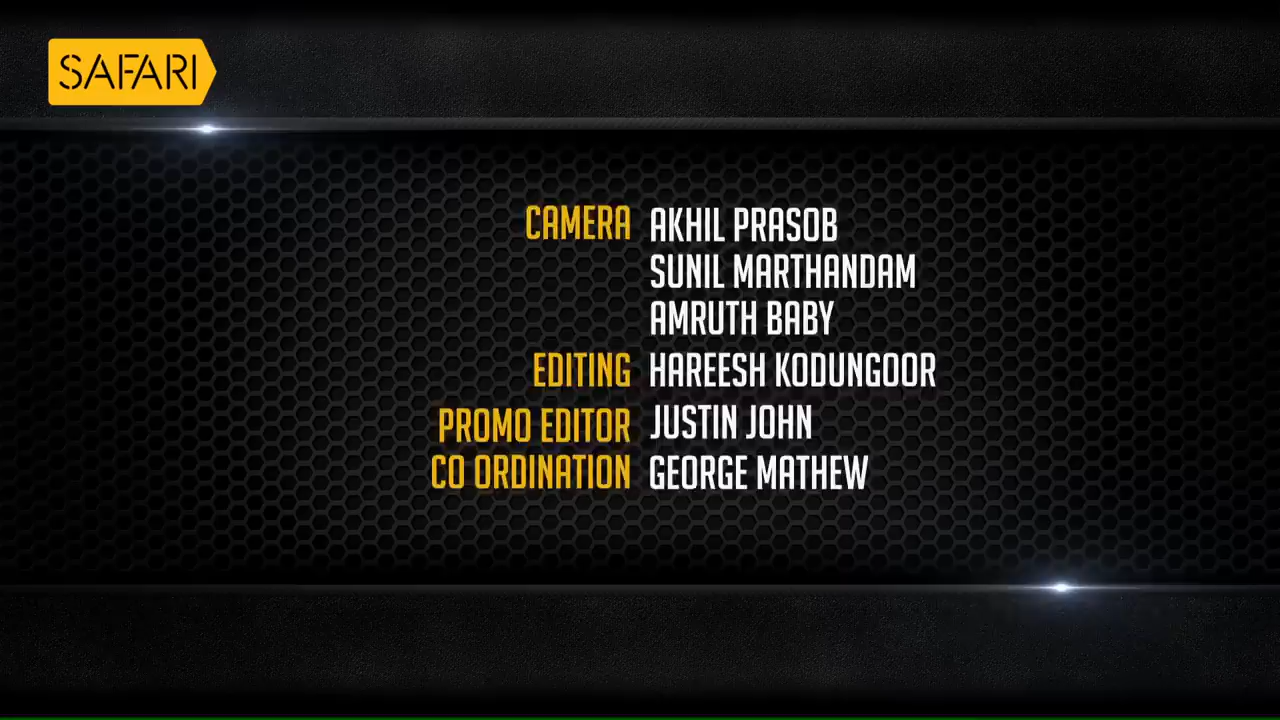 SAFARI
CAMERA AKHIL PRASOB
SUNIL MARTHANDAM
AMRUTH BABY
EDITING HAREESH KODUNGOOR
PROMO EDITOR JUSTIN JOHN
CO ORDINATION GEORGE MATHEW